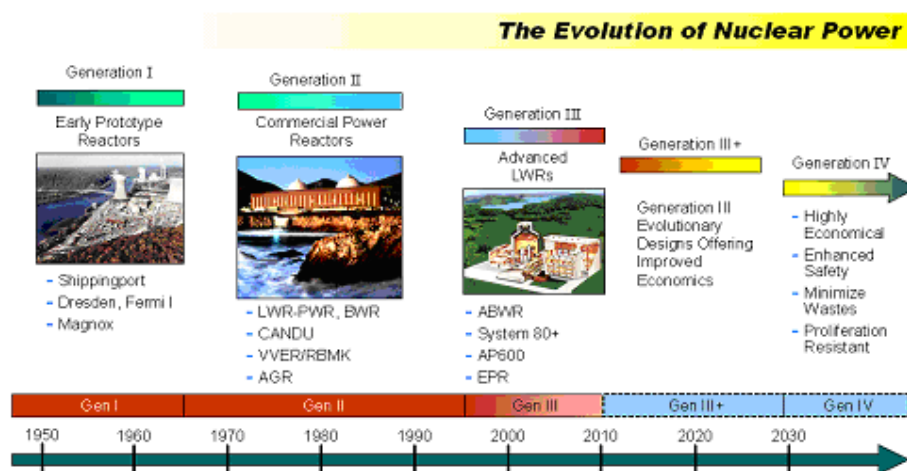 The Evolution of Nuclear Power
Generation I
Early Prototype
Reactors
- Shippingport
- Dresden, Fermi I
- Magnox
Generation II
Commercial Power
Reactors
- LWR-PWR, BWR
- CANDU
- VVER/RBMK
- AGR
Generation III
Advanced
LWRs
- ABWR
- System 80+
- AP600
- EPR
Generation III+
Generation III
Evolutionary
Designs Offering
Improved
Economics
Generation IV
- Highly
Economical
- Enhanced
Safety
- Minimize
Wastes
- Proliferation
Resistant
Gen I Gen II Gen III Gen III+ Gen IV
1950 1960 1970 1980 1990 2000 2010 2020 2030